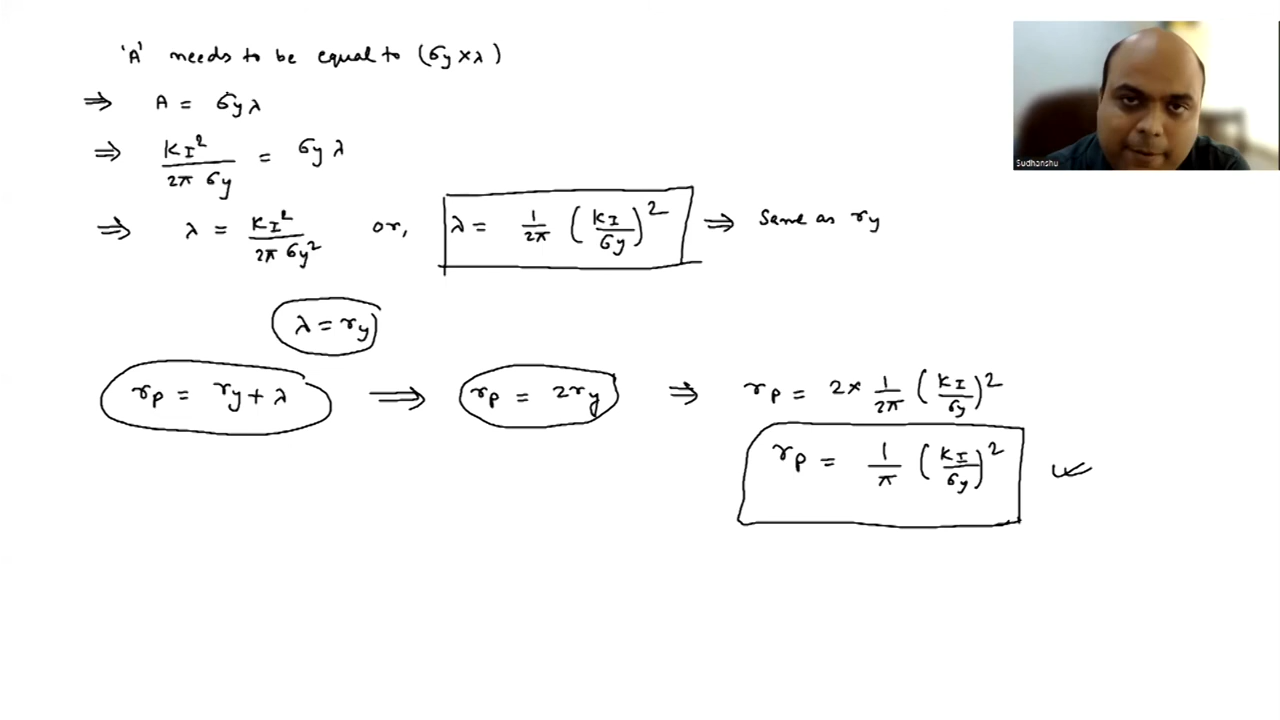 'A' needs to be equal to (σy × λ)
⇒ A = σy λ
⇒ KI² / 2π σy = σy λ
⇒ λ = KI² / 2π σy² or, λ = 1/2π (KI/σy)² ⇒ Same as ry
λ = ry
rp = ry + λ ⟹ rp = 2ry ⇒ rp = 2 × 1/2π (KI/σy)²
rp = 1/π (KI/σy)²
Sudhanshu